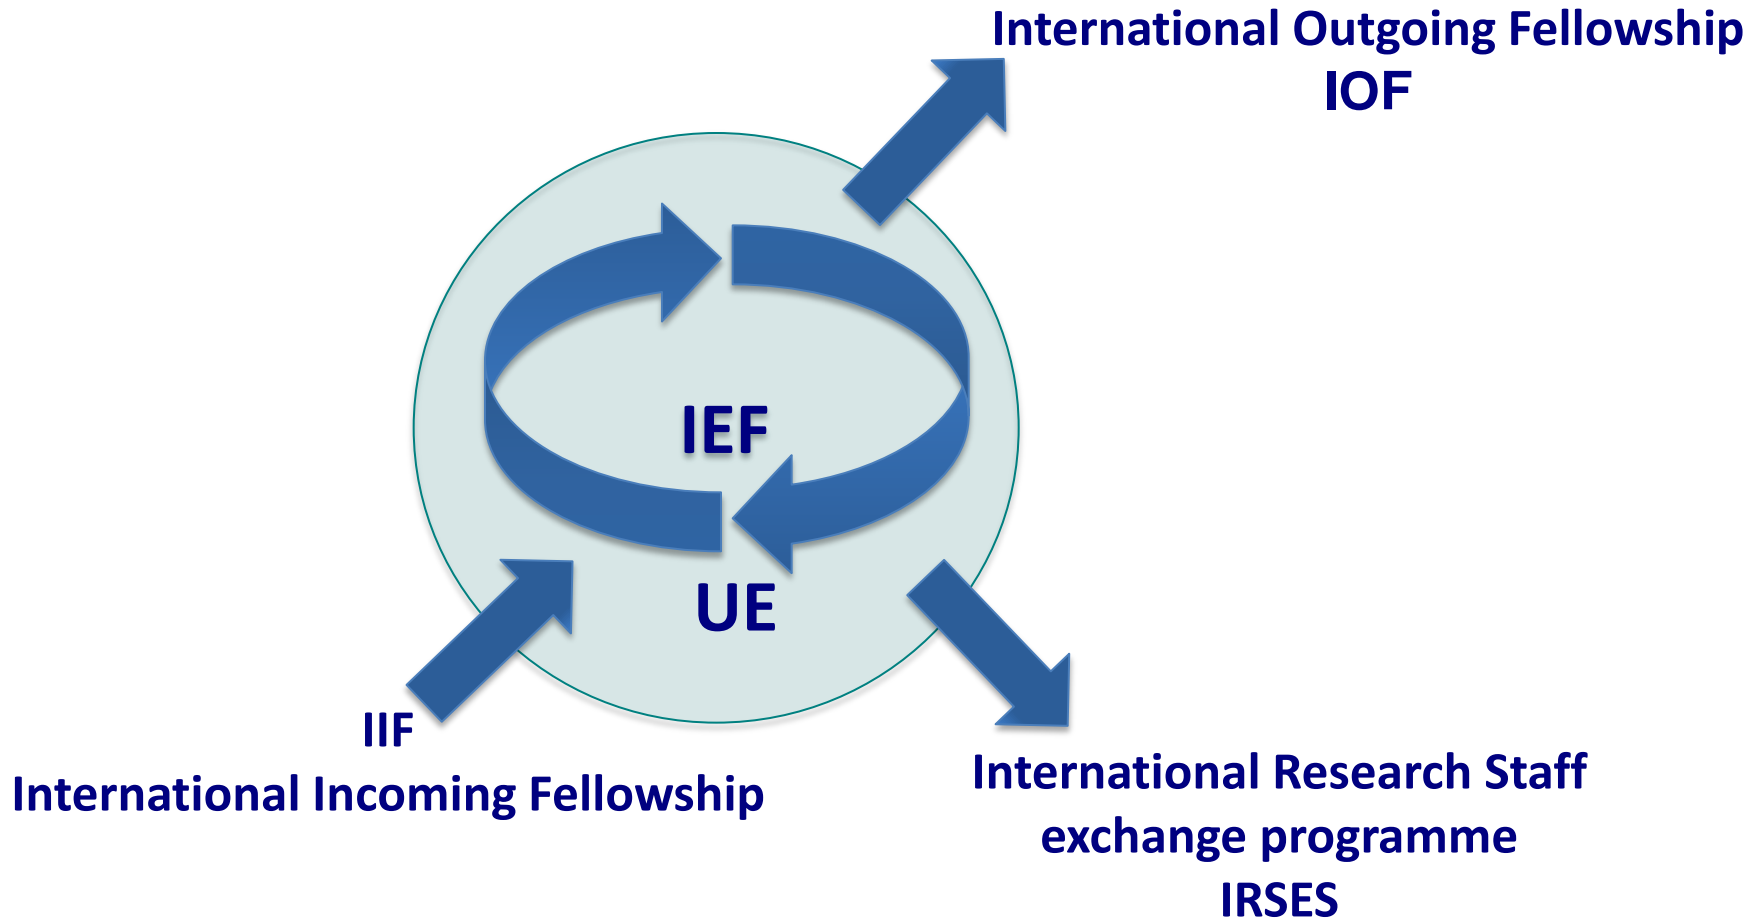 International Outgoing Fellowship
IOF
IEF
UE
IIF
International Incoming Fellowship
International Research Staff
exchange programme
IRSES